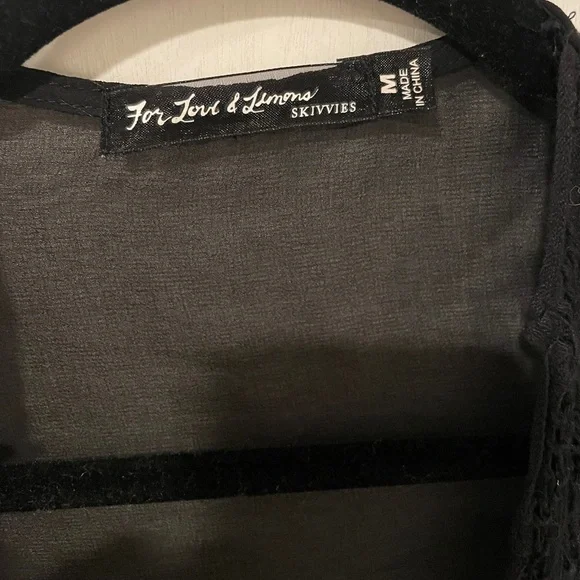 For Love & Lemons
SKIVVIES
M
MADE
IN CHINA